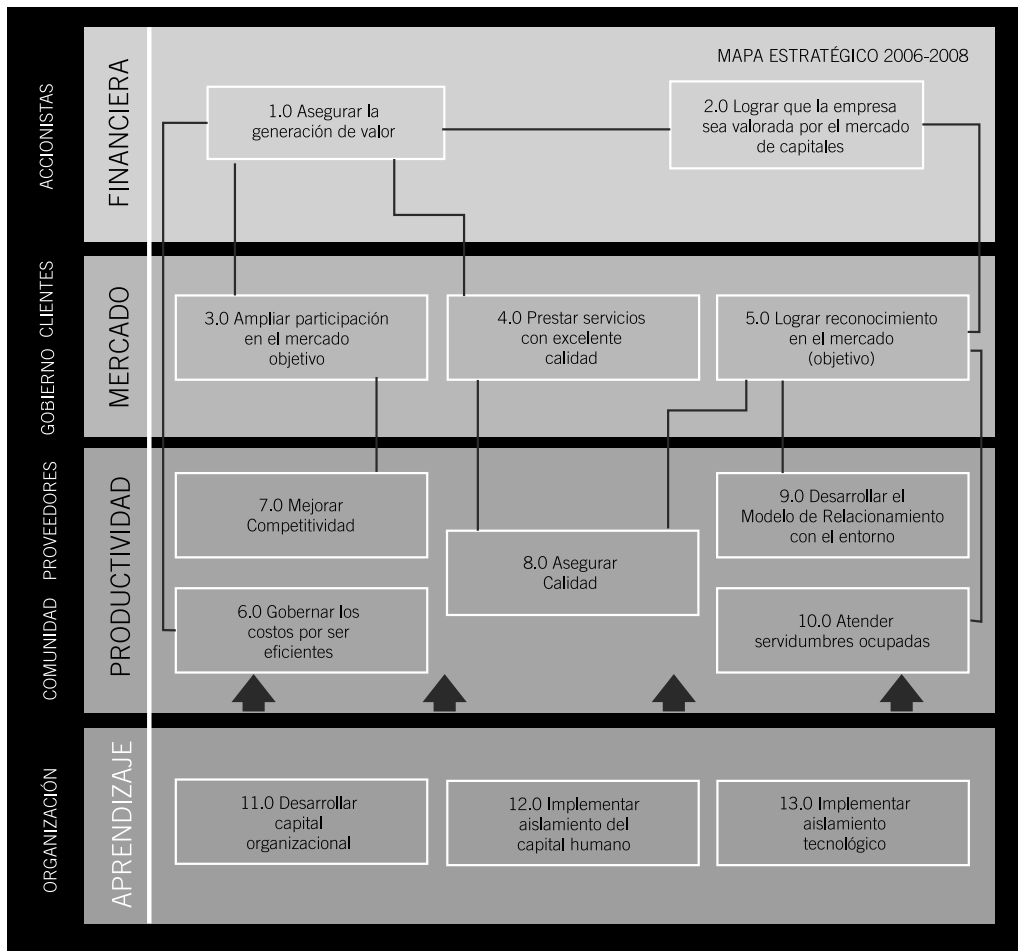 MAPA ESTRATÉGICO 2006-2008
ACCIONISTAS
FINANCIERA
1.0 Asegurar la
generación de valor
2.0 Lograr que la empresa
sea valorada por el mercado
de capitales
GOBIERNO CLIENTES
MERCADO
3.0 Ampliar participación
en el mercado
objetivo
4.0 Prestar servicios
con excelente
calidad
5.0 Lograr reconocimiento
en el mercado
(objetivo)
COMUNIDAD PROVEEDORES
PRODUCTIVIDAD
7.0 Mejorar
Competitividad
8.0 Asegurar
Calidad
9.0 Desarrollar el
Modelo de Relacionamiento
con el entorno
6.0 Gobernar los
costos por ser
eficientes
10.0 Atender
servidumbres ocupadas
ORGANIZACIÓN
APRENDIZAJE
11.0 Desarrollar
capital
organizacional
12.0 Implementar
aislamiento del
capital humano
13.0 Implementar
aislamiento
tecnológico